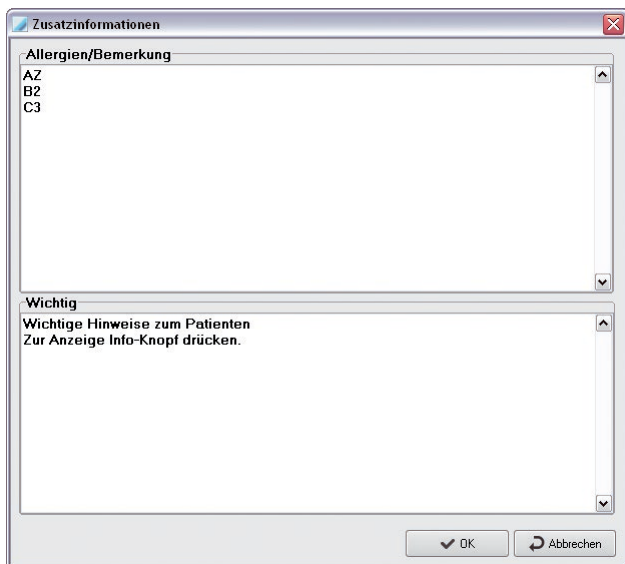 Zusatzinformationen
Allergien/Bemerkung
AZ
B2
C3
Wichtig
Wichtige Hinweise zum Patienten
Zur Anzeige Info-Knopf drücken.
OK
Abbrechen